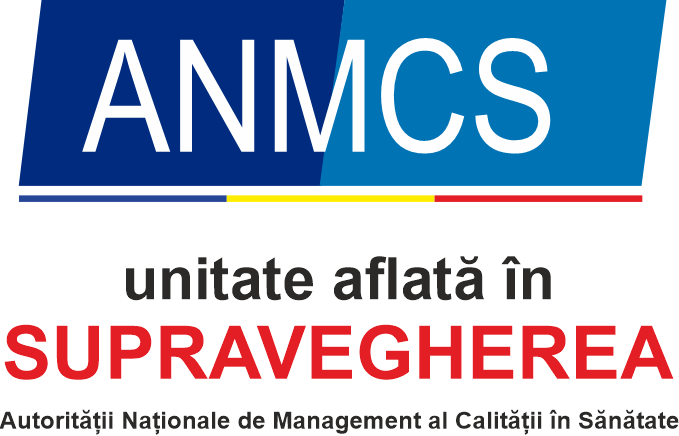 ANMCS
unitate aflată în
SUPRAVEGHEREA
Autorității Naționale de Management al Calității în Sănătate